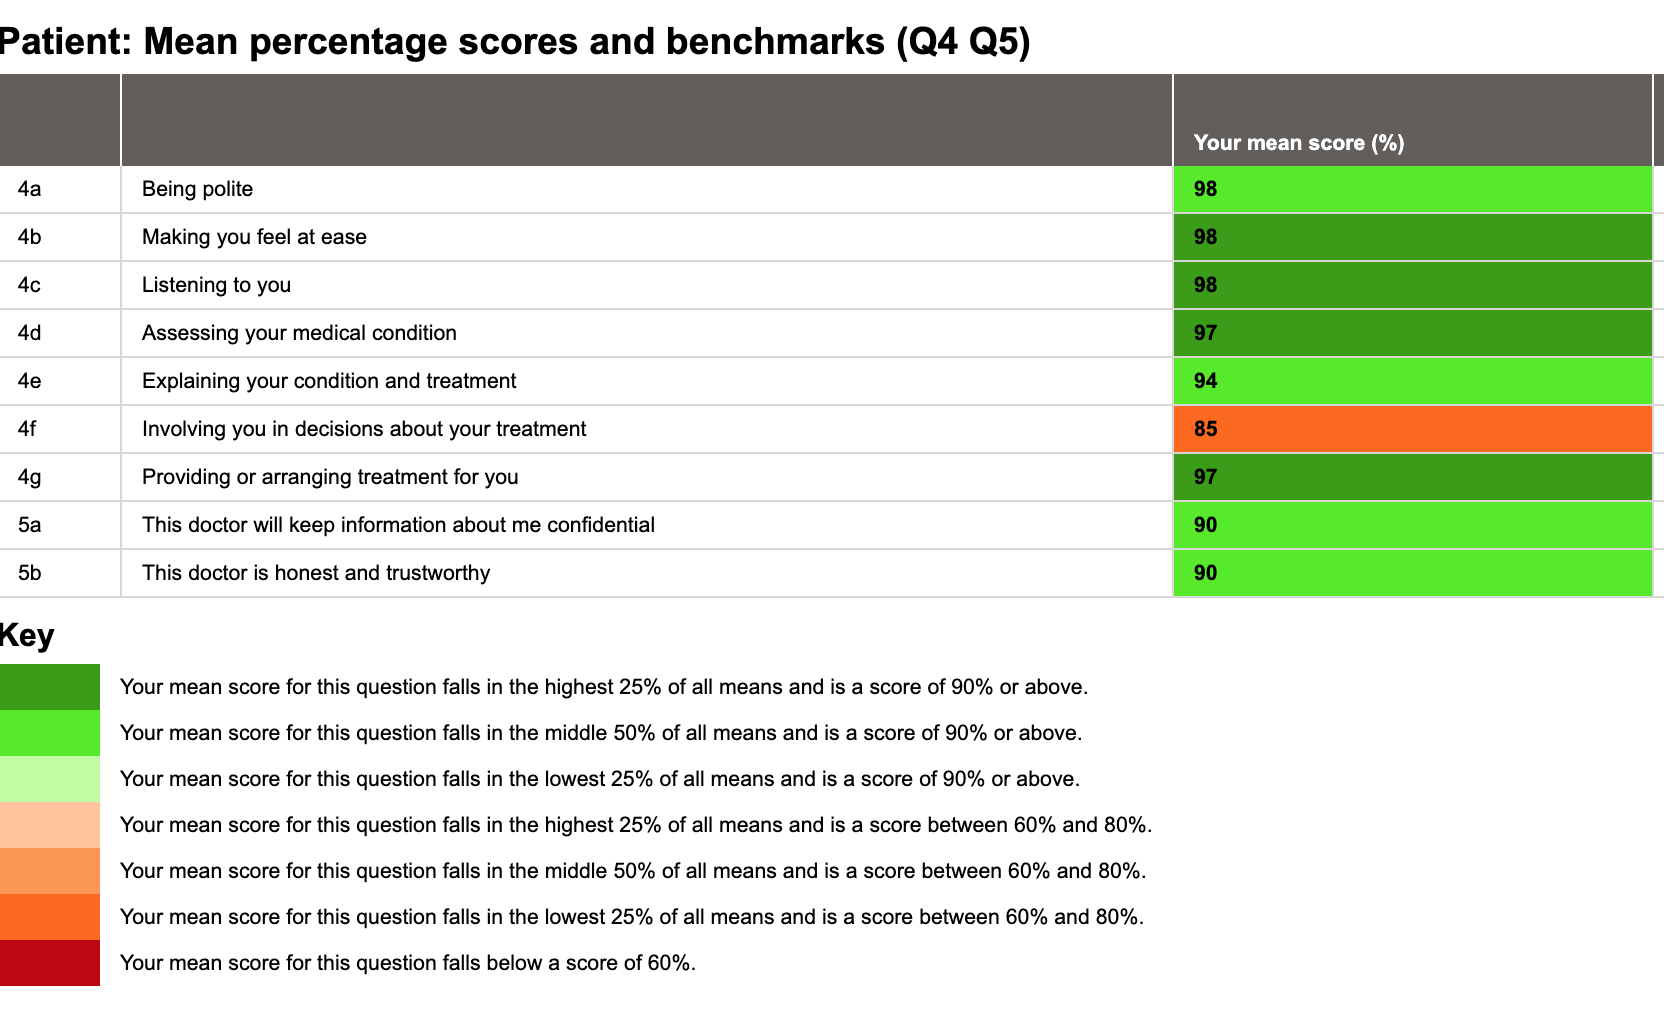 Patient: Mean percentage scores and benchmarks (Q4 Q5)
Your mean score (%)
4a Being polite 98
4b Making you feel at ease 98
4c Listening to you 98
4d Assessing your medical condition 97
4e Explaining your condition and treatment 94
4f Involving you in decisions about your treatment 85
4g Providing or arranging treatment for you 97
5a This doctor will keep information about me confidential 90
5b This doctor is honest and trustworthy 90
Key
Your mean score for this question falls in the highest 25% of all means and is a score of 90% or above.
Your mean score for this question falls in the middle 50% of all means and is a score of 90% or above.
Your mean score for this question falls in the lowest 25% of all means and is a score of 90% or above.
Your mean score for this question falls in the highest 25% of all means and is a score between 60% and 80%.
Your mean score for this question falls in the middle 50% of all means and is a score between 60% and 80%.
Your mean score for this question falls in the lowest 25% of all means and is a score between 60% and 80%.
Your mean score for this question falls below a score of 60%.